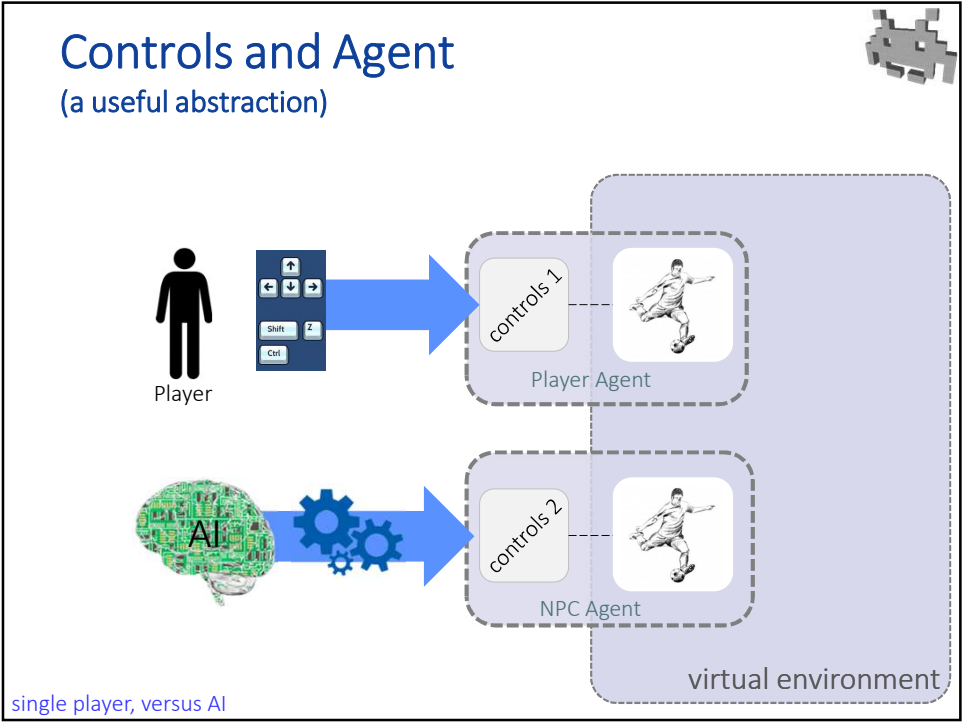 Controls and Agent
(a useful abstraction)
↑
← ↓ →
Shift Z
Ctrl
Player
controls 1
Player Agent
AI
controls 2
NPC Agent
virtual environment
single player, versus AI